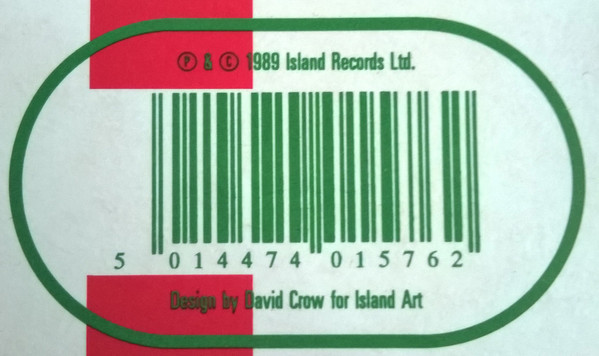 ℗ & © 1989 Island Records Ltd.
5 014474 015762
Design by David Crow for Island Art